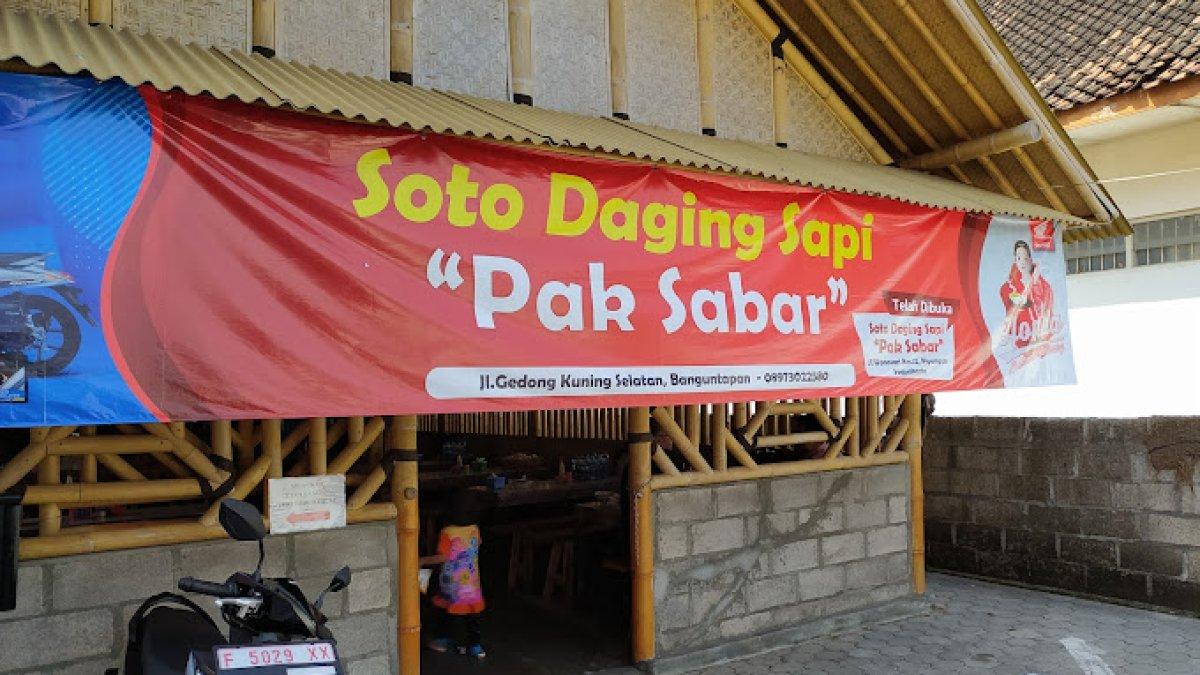 Soto Daging Sapi
“Pak Sabar”
Jl.Gedong Kuning Selatan, Banguntapan - 08973022580
Telah Dibuka
Soto Daging Sapi
“Pak Sabar”
F 5029 XX